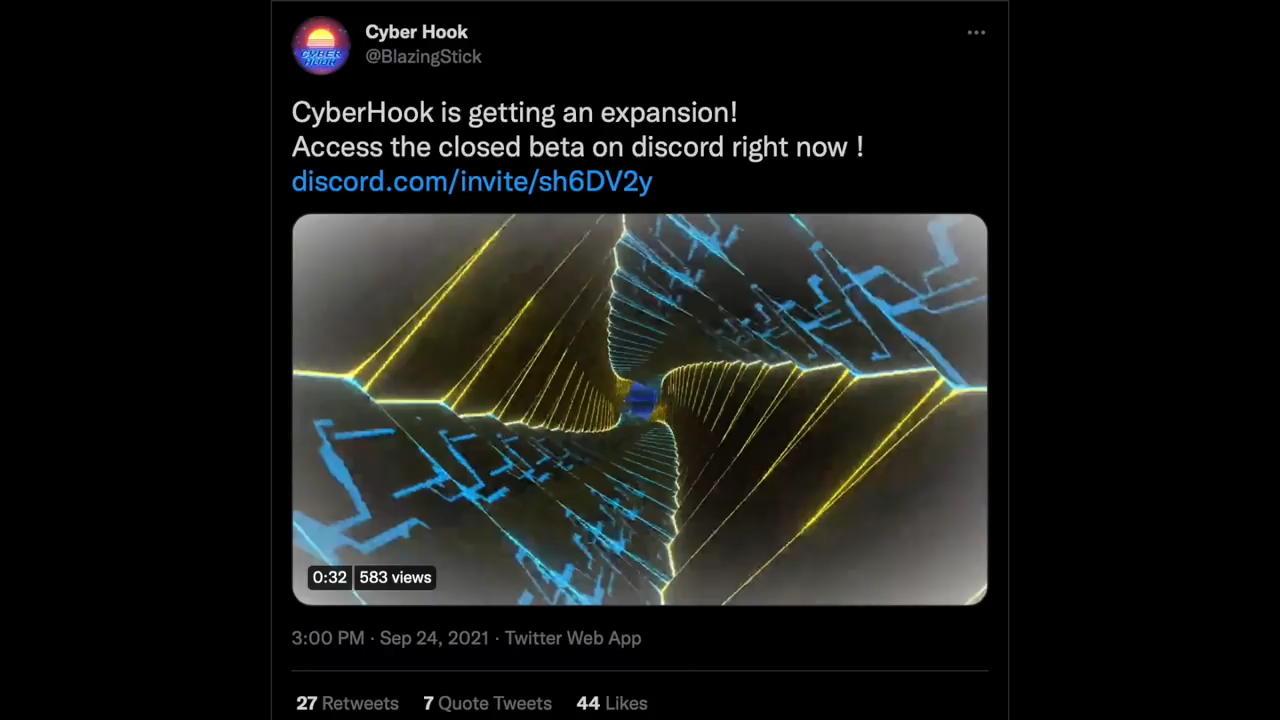 Cyber Hook
@BlazingStick
CYBER
HOOK
CyberHook is getting an expansion!
Access the closed beta on discord right now !
discord.com/invite/sh6DV2y
0:32 583 views
3:00 PM · Sep 24, 2021 · Twitter Web App
27 Retweets 7 Quote Tweets 44 Likes